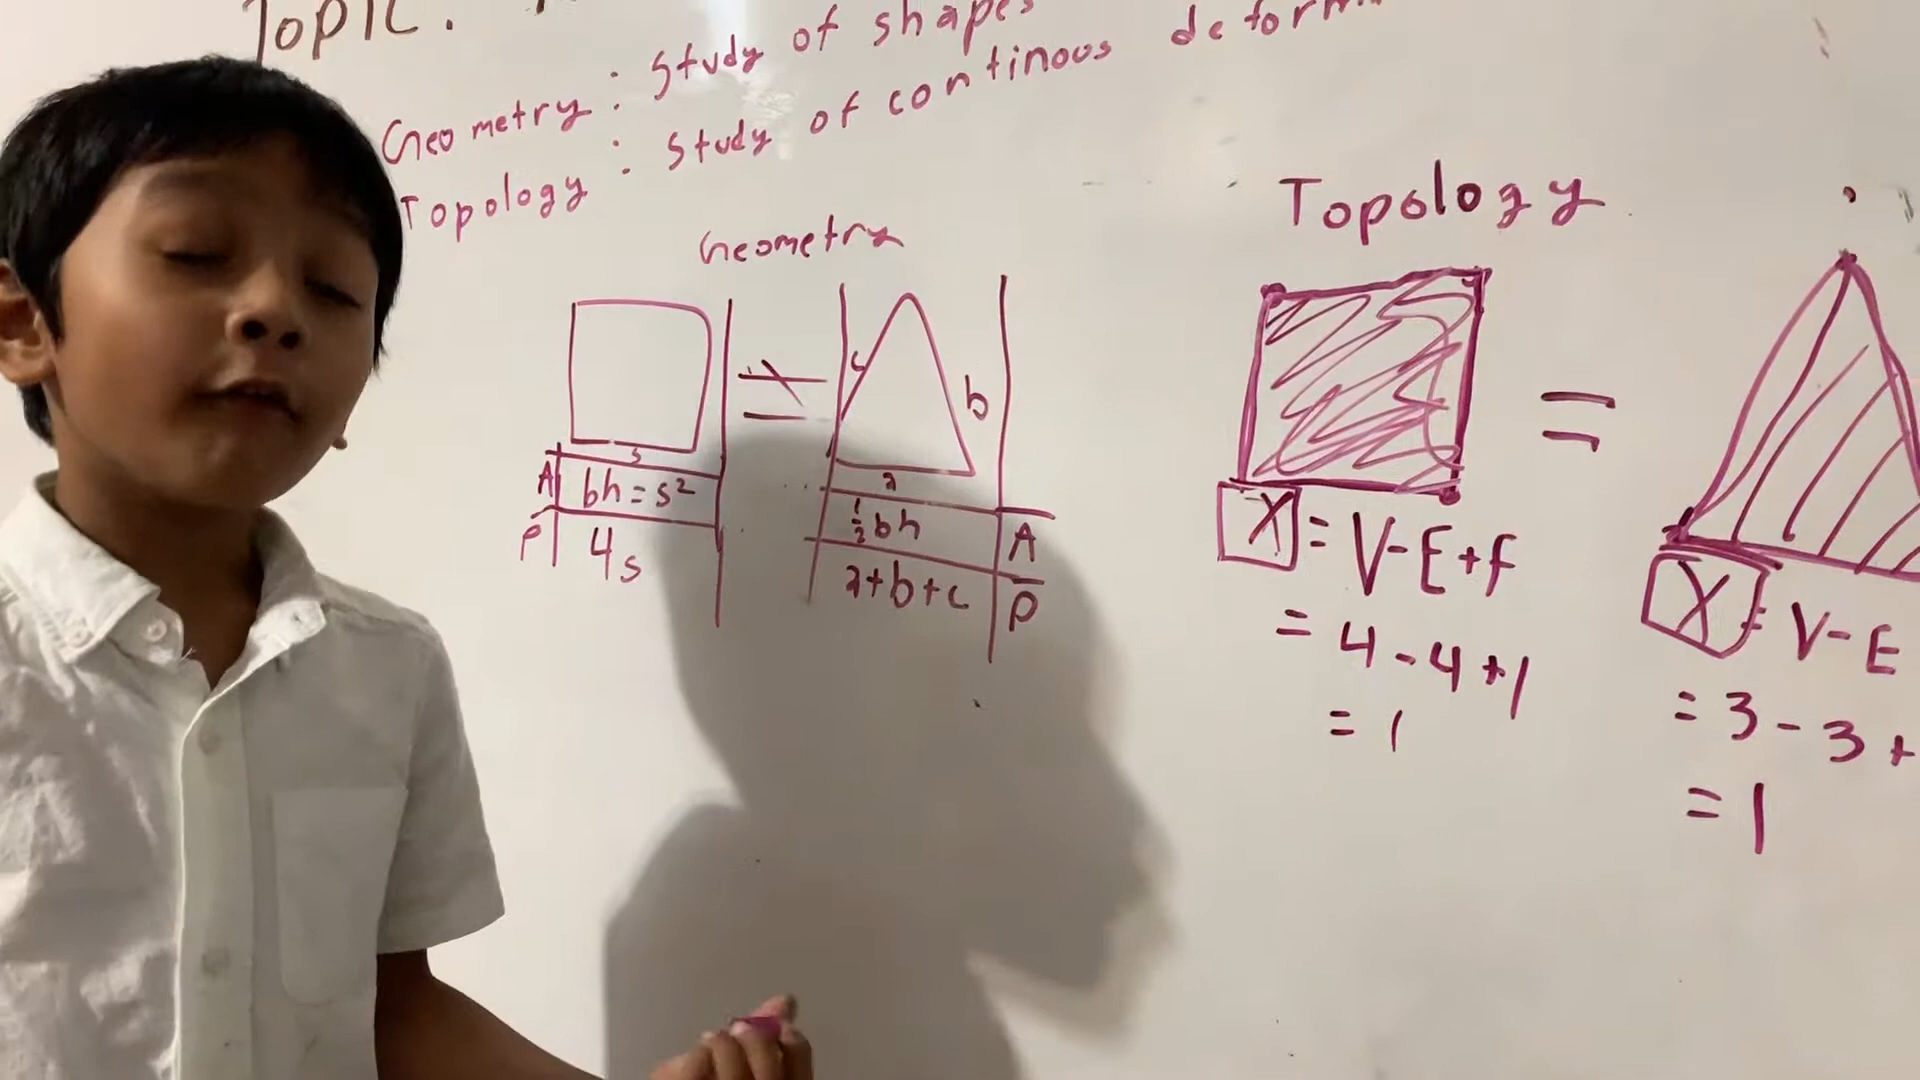 Topic:
Geometry: Study of shapes
Topology: Study of continous deform
Geometry
Topology
s
A bh=s²
P 4s
c
b
a
½bh A
a+b+c P
X = V-E+F
= 4-4+1
= 1
X = V-E
= 3-3+
= 1